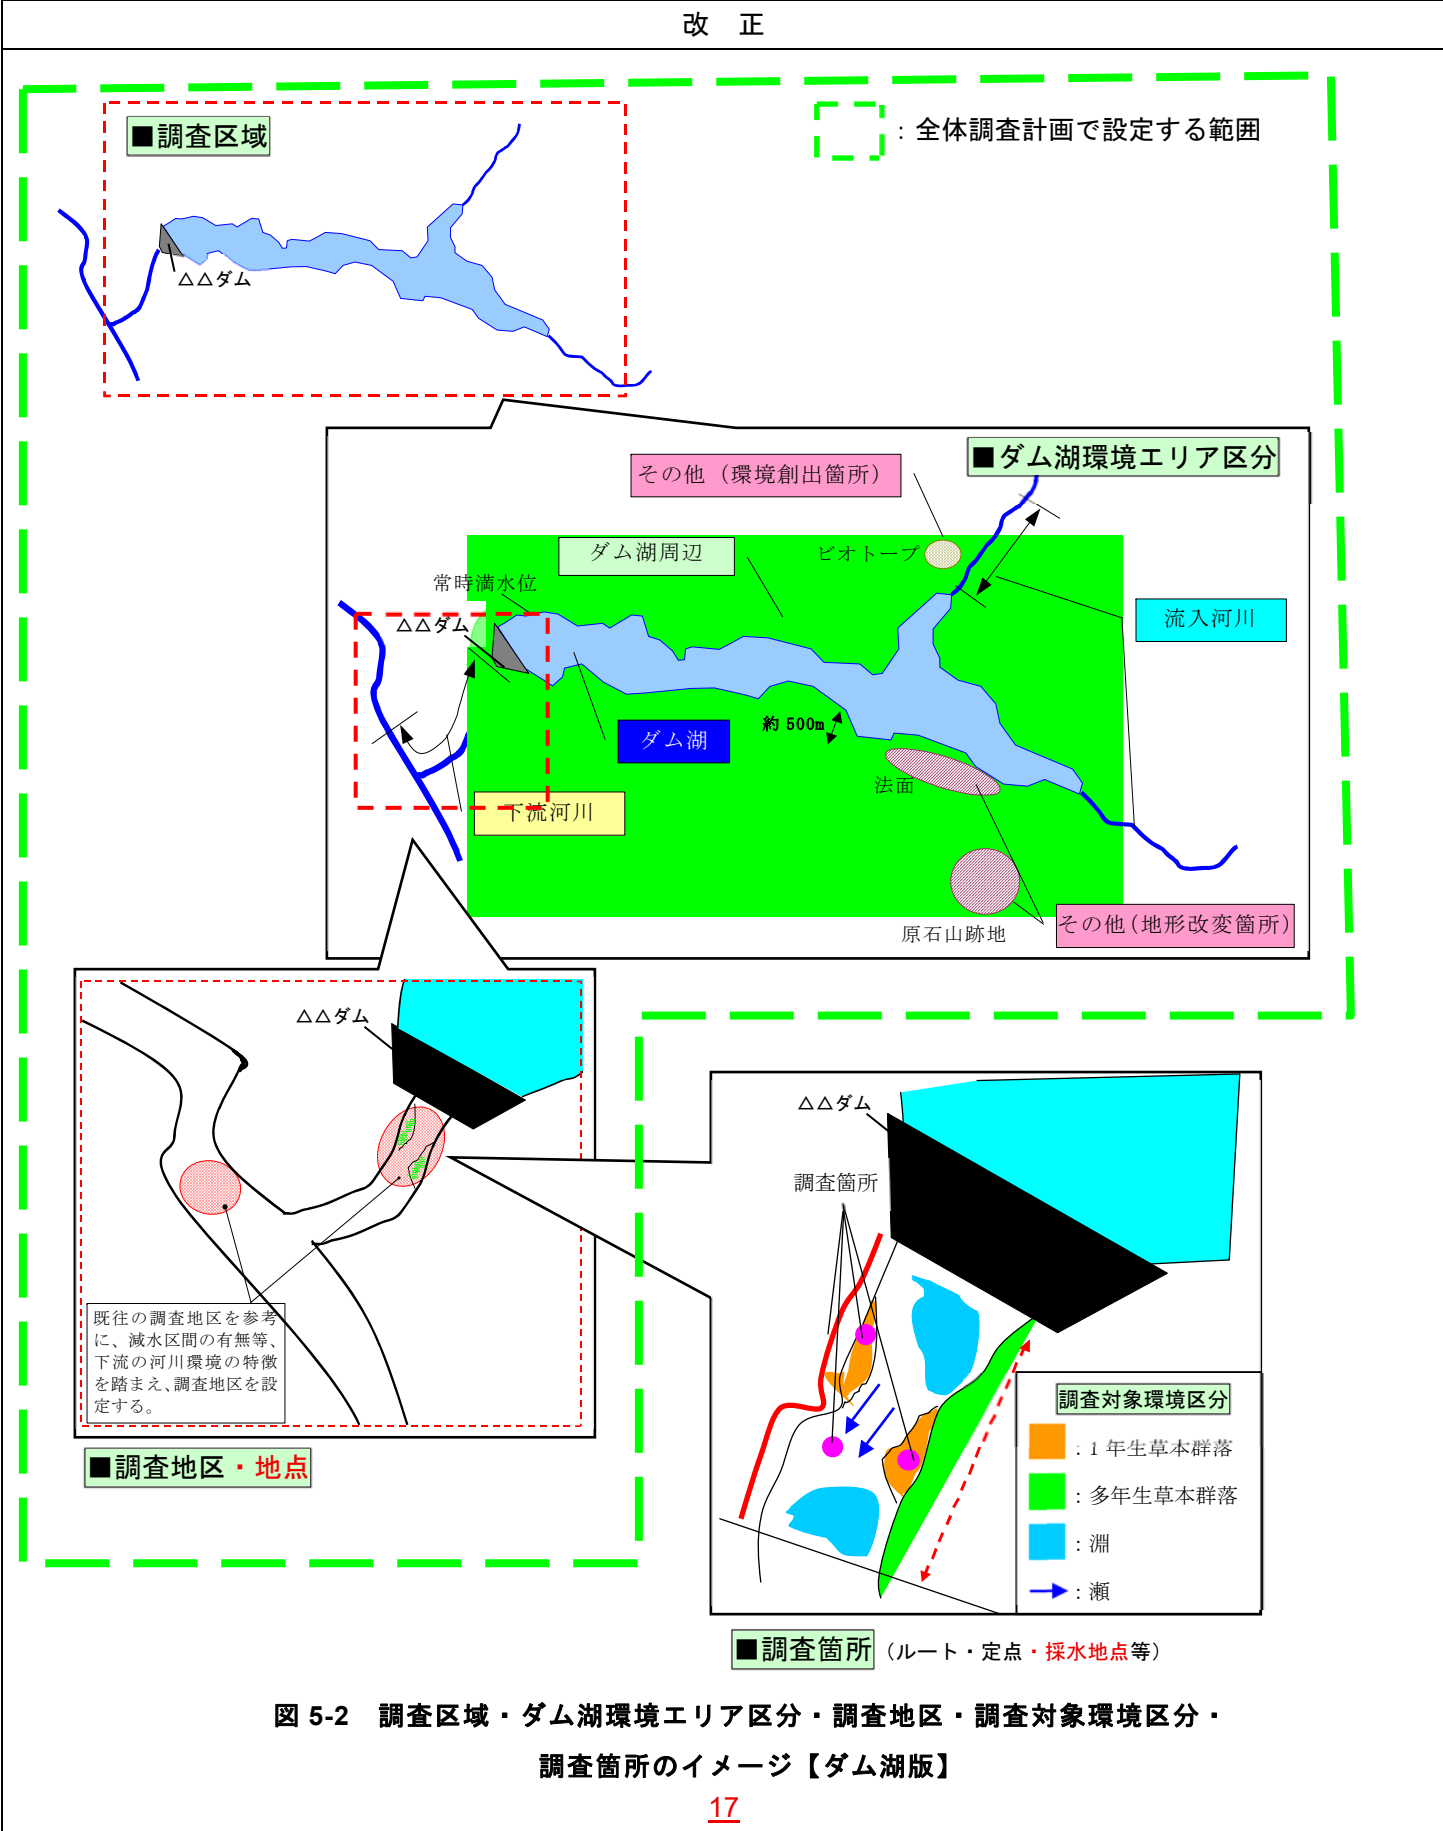 改　正
■調査区域
：全体調査計画で設定する範囲
△△ダム
■ダム湖環境エリア区分
その他（環境創出箇所）
ダム湖周辺
ビオトープ
常時満水位
△△ダム
流入河川
約 500m
ダム湖
法面
下流河川
その他（地形改変箇所）
原石山跡地
△△ダム
既往の調査地区を参考
に、減水区間の有無等、
下流の河川環境の特徴
を踏まえ、調査地区を設
定する。
■調査地区・地点
△△ダム
調査箇所
調査対象環境区分
：1 年生草本群落
：多年生草本群落
：淵
：瀬
■調査箇所（ルート・定点・採水地点等）
図 5-2　調査区域・ダム湖環境エリア区分・調査地区・調査対象環境区分・
調査箇所のイメージ【ダム湖版】
17